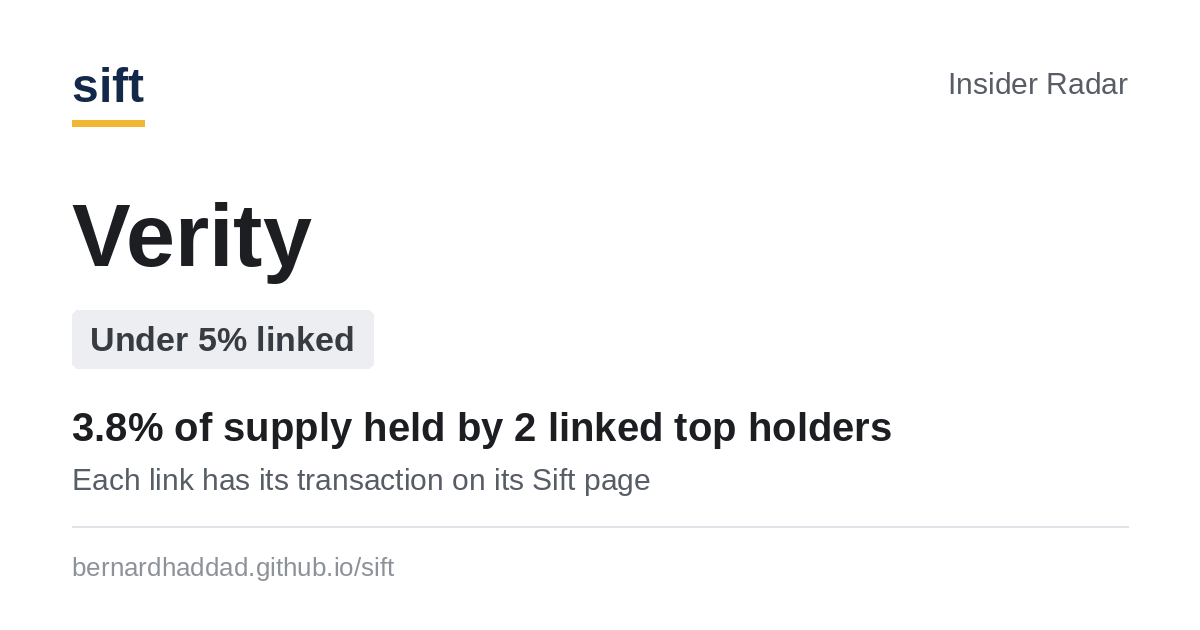 sift
Insider Radar
Verity
Under 5% linked
3.8% of supply held by 2 linked top holders
Each link has its transaction on its Sift page
bernardhaddad.github.io/sift